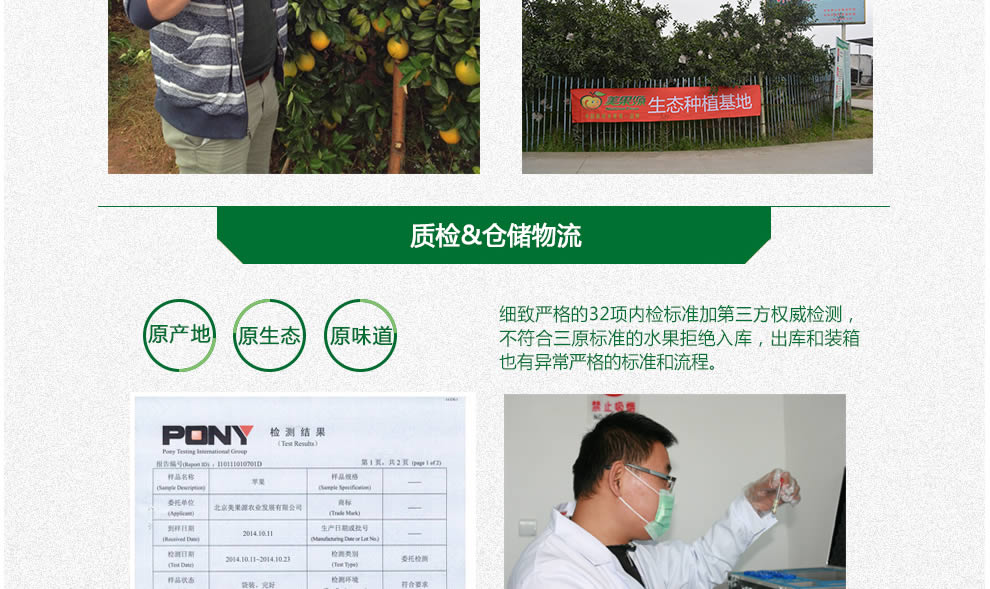 美果源
生态种植基地
质检&仓储物流
原产地
原生态
原味道
细致严格的32项内检标准加第三方权威检测，
不符合三原标准的水果拒绝入库，出库和装箱
也有异常严格的标准和流程。
PONY
Pony Testing International Group
检测结果
(Test Results)
报告编号(Report ID)：I1011010701D
第1页，共2页 (page 1 of 2)
样品名称
(Sample Description)
苹果
样品规格
(Sample Specification)
——
委托单位
(Applicant)
北京美果源农业发展有限公司
商标
(Trade Mark)
——
到样日期
(Received Date)
2014.10.11
生产日期或批号
(Manufacturing Date or Lot No.)
——
检测日期
(Test Date)
2014.10.11~2014.10.23
检测类别
(Test Type)
委托检测
样品状态
袋装、完好
检测环境
符合要求
禁止吸烟